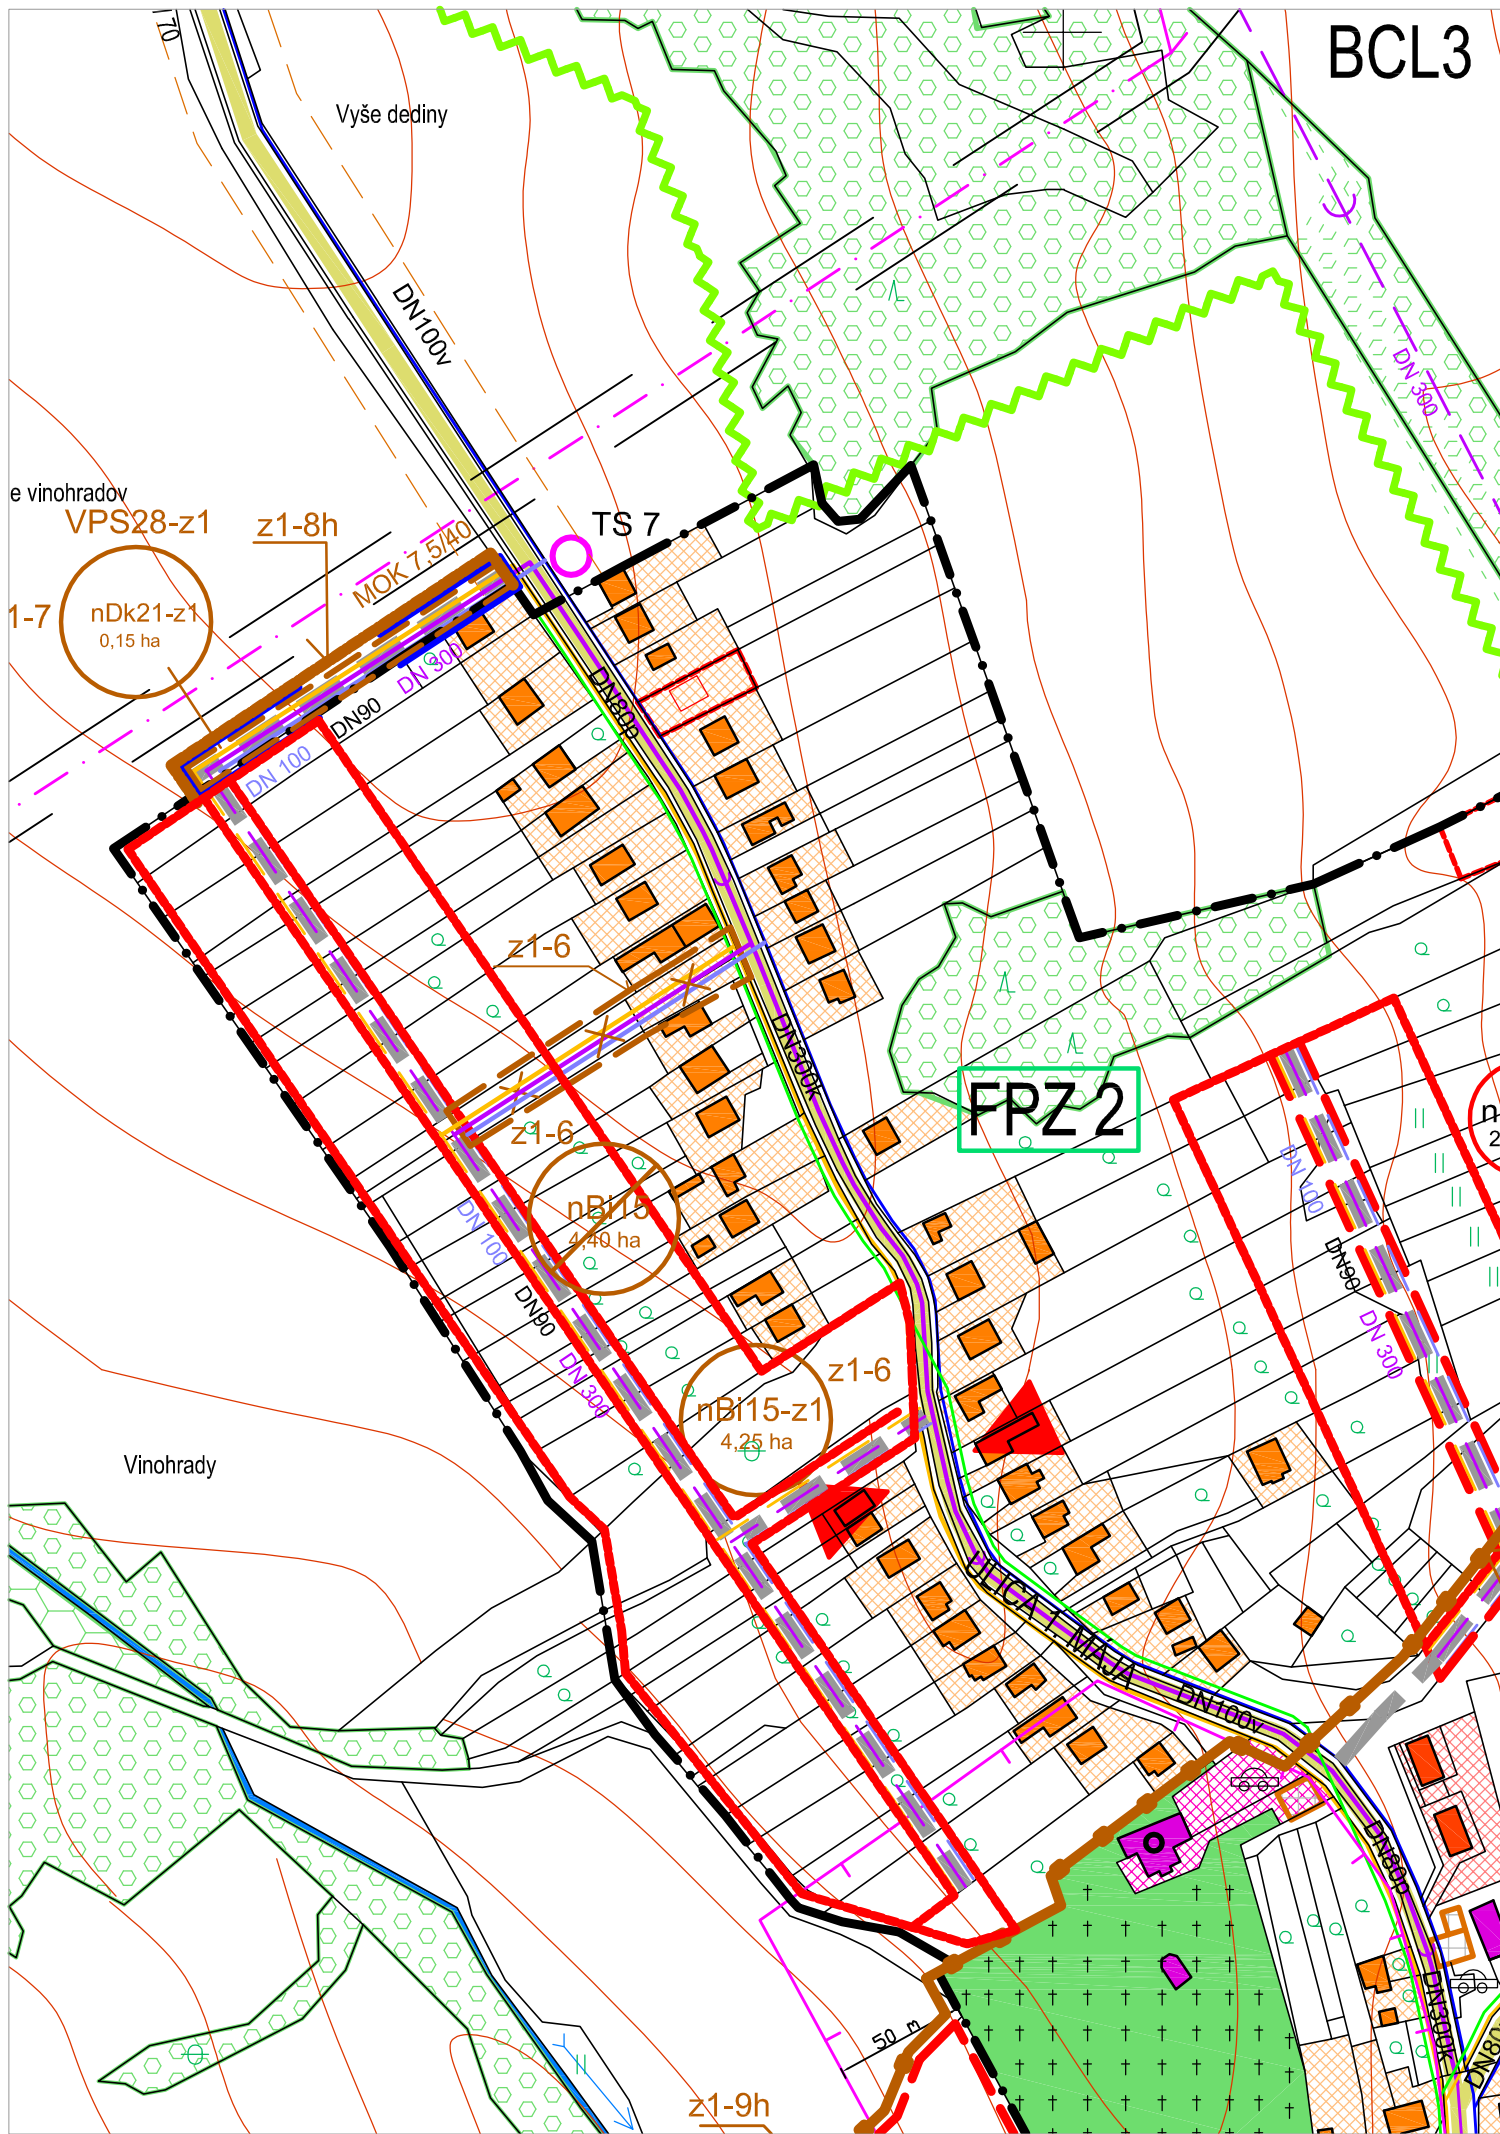 70
BCL3
Vyše dediny
DN100v
DN 300
e vinohradov
VPS28-z1
z1-8h
MOK 7,5/40
TS 7
1-7
nDk21-z1
0,15 ha
DN 300
DN90
DN 100
DN80p
z1-6
DN300k
FPZ 2
z1-6
n
2
nBi15
4,40 ha
DN 100
DN90
DN 300
DN 100
DN90
DN 300
z1-6
nBi15-z1
4,25 ha
Vinohrady
ULICA 1. MÁJA
DN100v
DN80p
DN300k
DN80
50 m
z1-9h